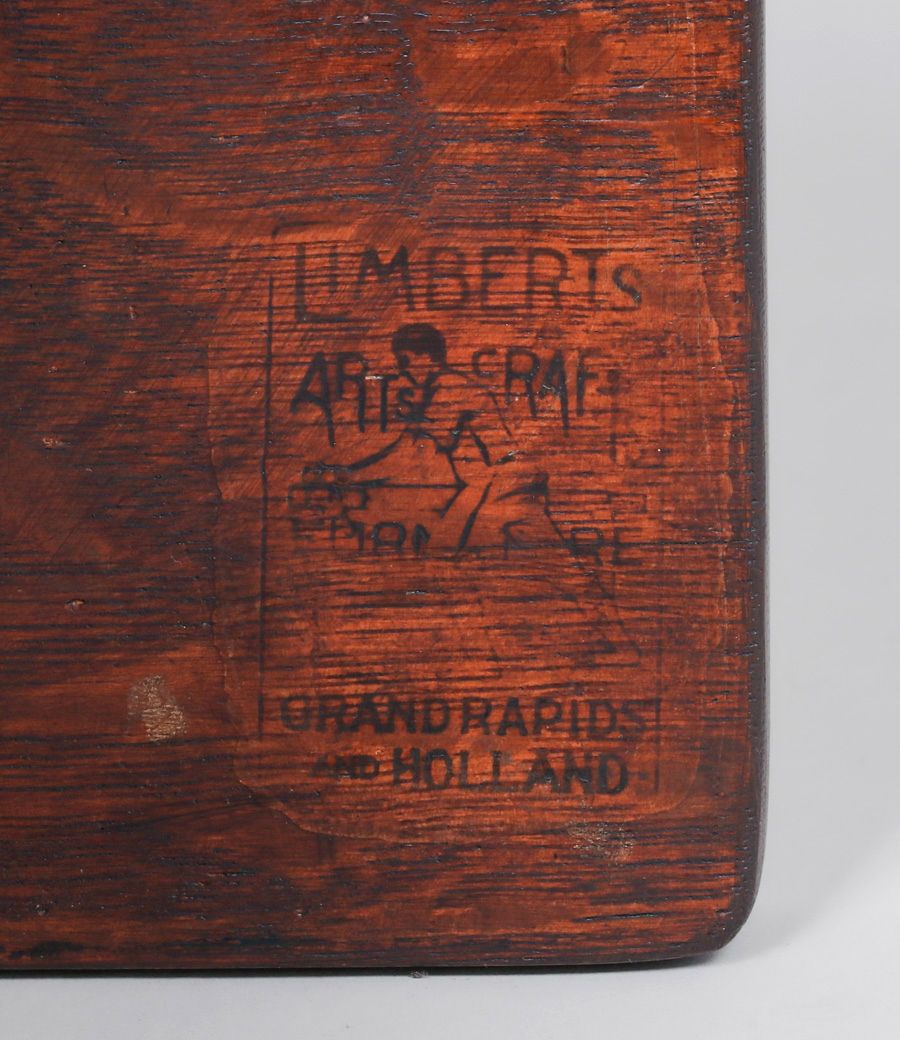 LIMBERTS
ARTS CRAF
GRAND RAPIDS
AND HOLLAND